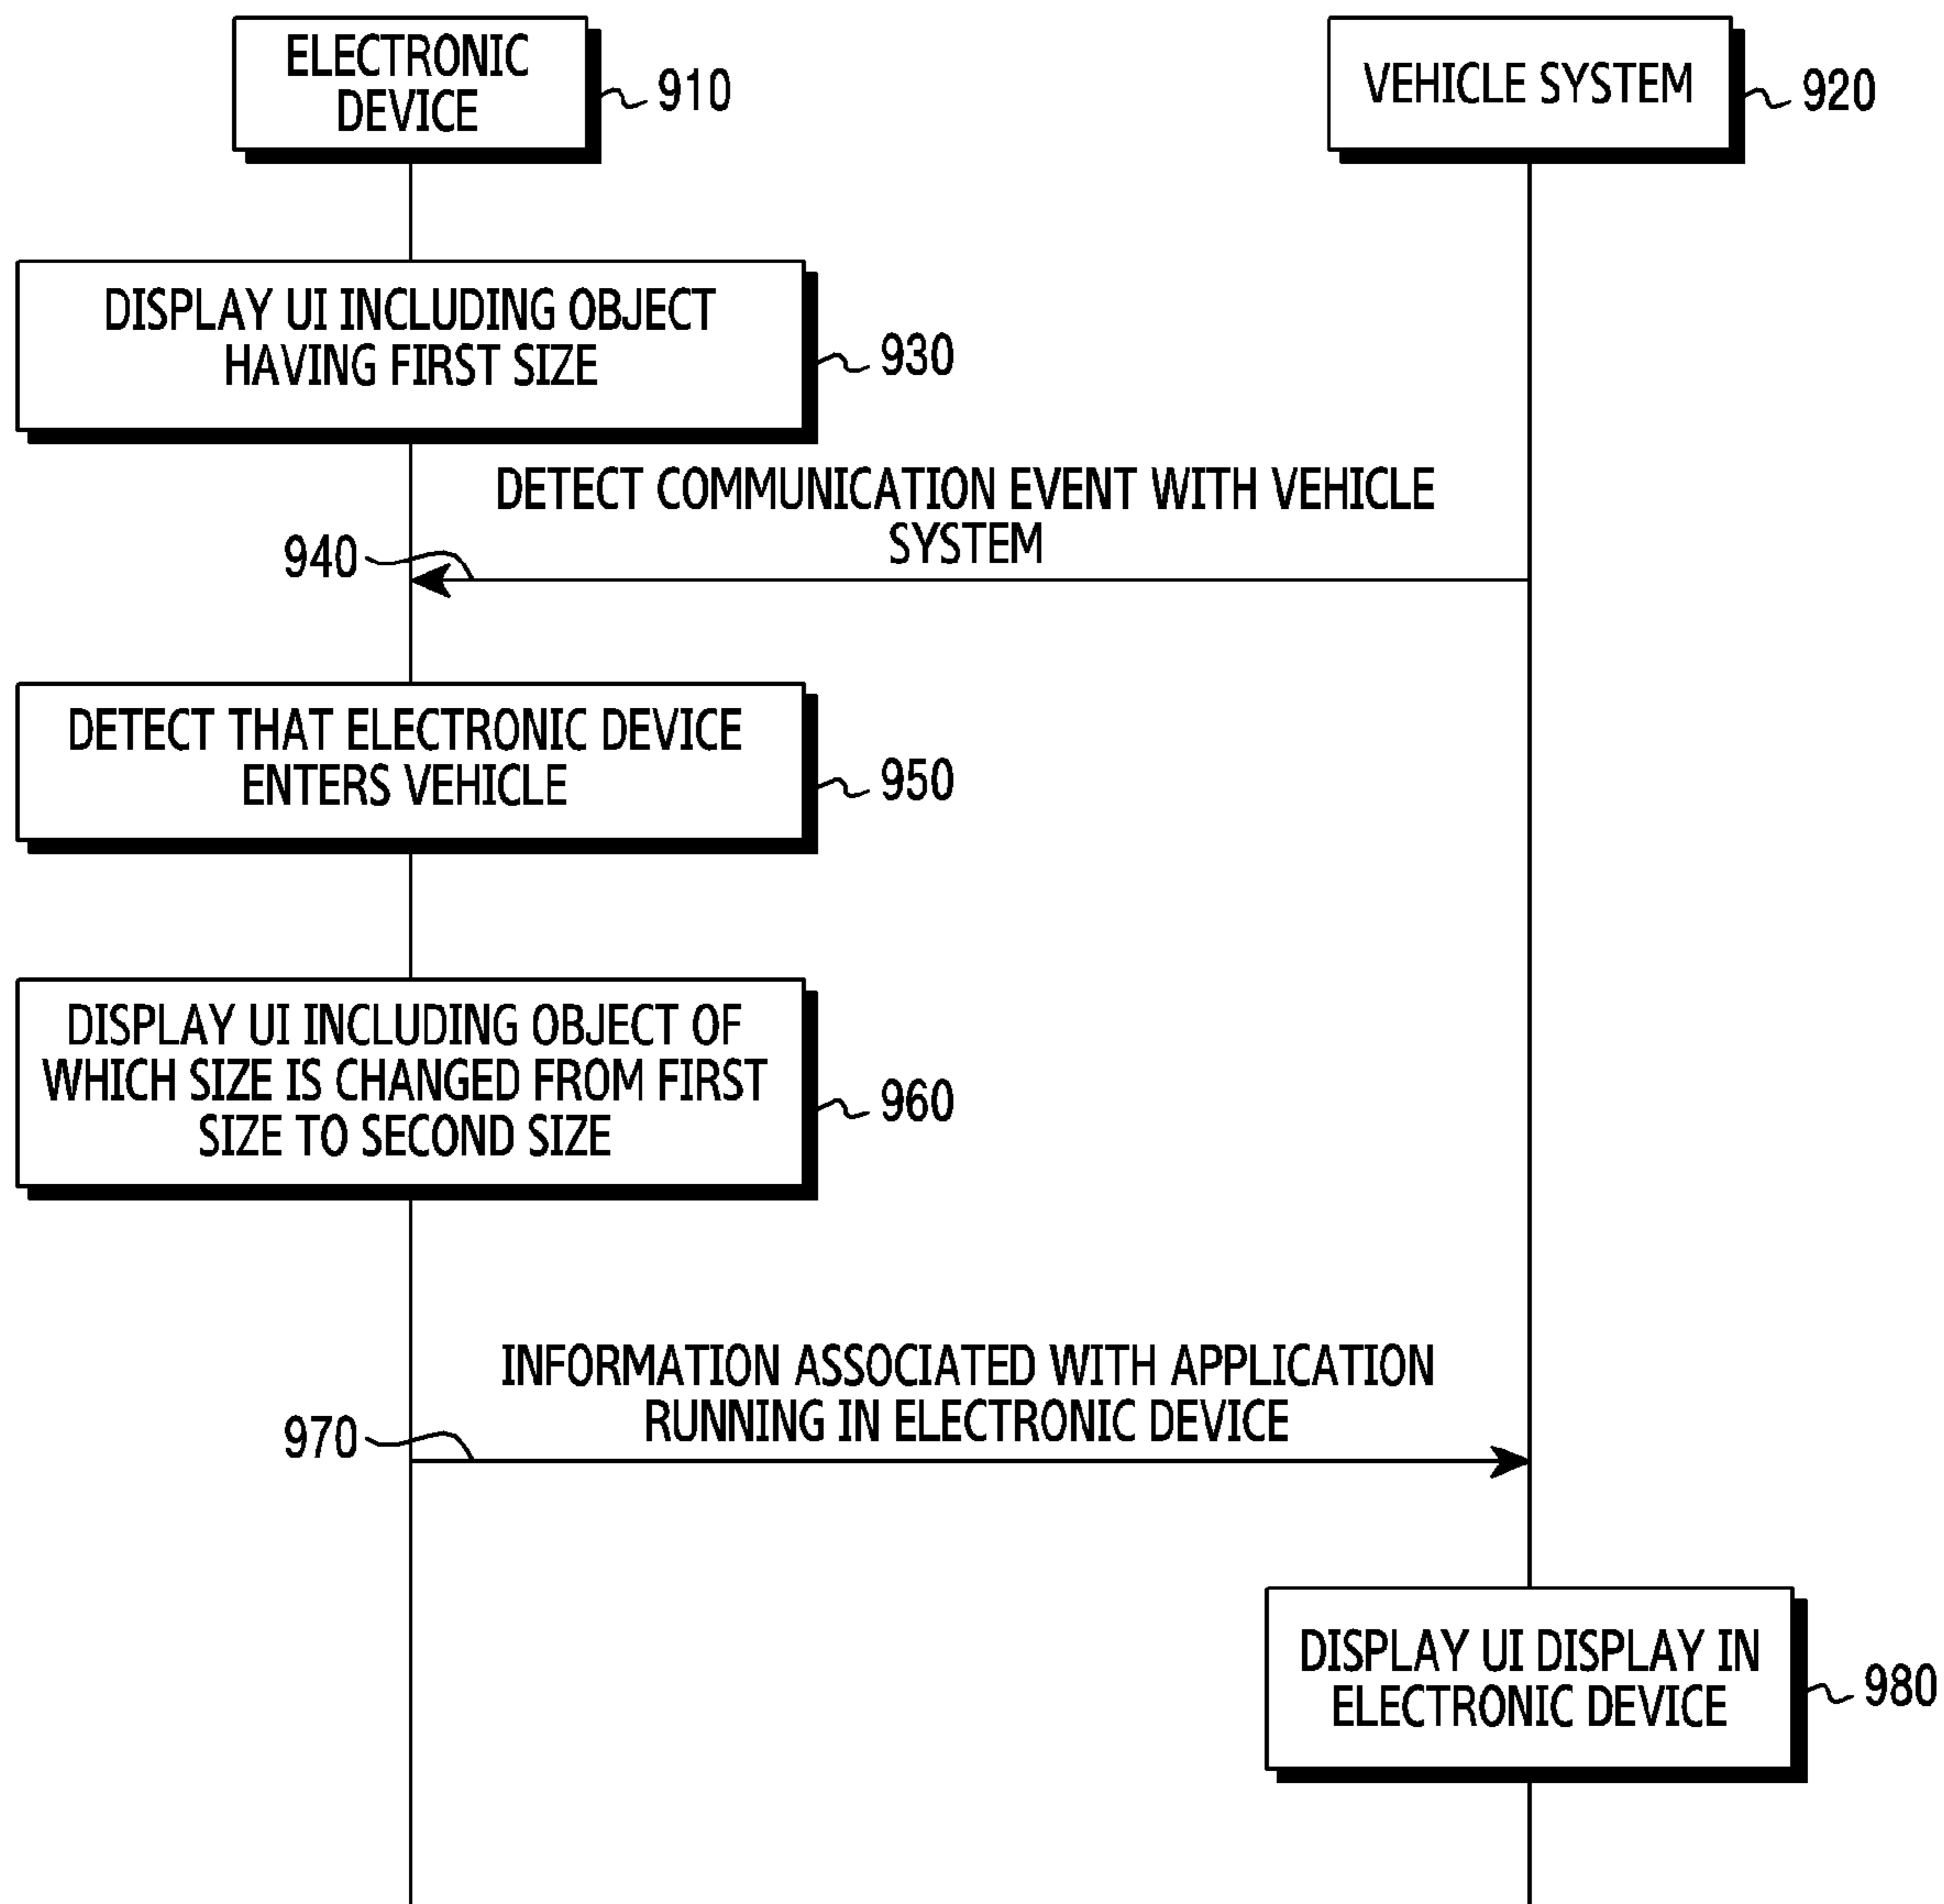 ELECTRONIC
DEVICE
910
VEHICLE SYSTEM
920
DISPLAY UI INCLUDING OBJECT
HAVING FIRST SIZE
930
DETECT COMMUNICATION EVENT WITH VEHICLE
SYSTEM
940
DETECT THAT ELECTRONIC DEVICE
ENTERS VEHICLE
950
DISPLAY UI INCLUDING OBJECT OF
WHICH SIZE IS CHANGED FROM FIRST
SIZE TO SECOND SIZE
960
INFORMATION ASSOCIATED WITH APPLICATION
RUNNING IN ELECTRONIC DEVICE
970
DISPLAY UI DISPLAY IN
ELECTRONIC DEVICE
980